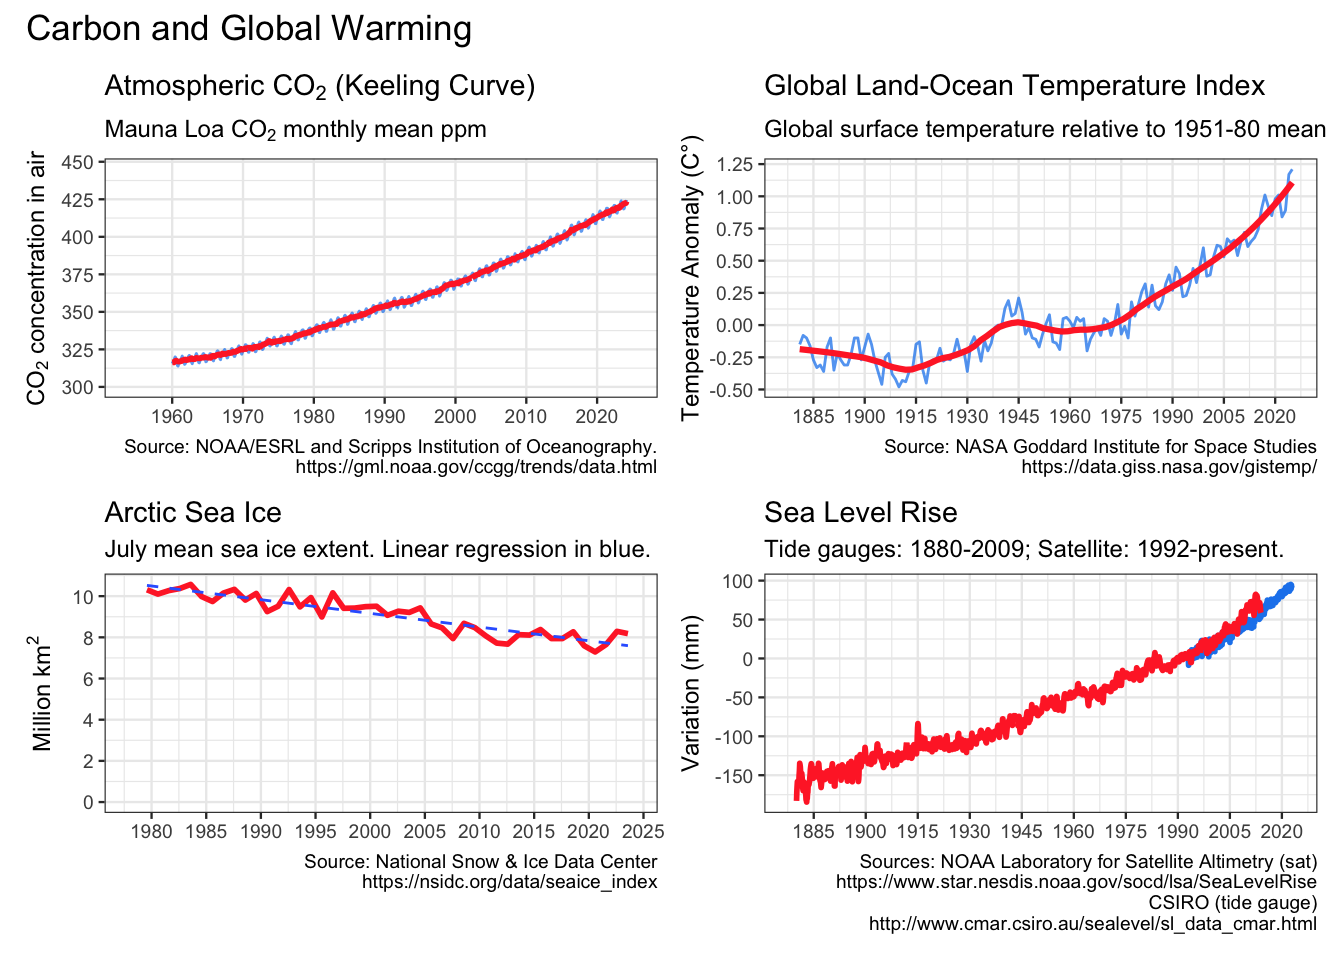 Carbon and Global Warming
Atmospheric CO₂ (Keeling Curve)
Mauna Loa CO₂ monthly mean ppm
CO₂ concentration in air
450
425
400
375
350
325
300
1960 1970 1980 1990 2000 2010 2020
Source: NOAA/ESRL and Scripps Institution of Oceanography.
https://gml.noaa.gov/ccgg/trends/data.html
Global Land-Ocean Temperature Index
Global surface temperature relative to 1951-80 mean
Temperature Anomaly (C°)
1.25
1.00
0.75
0.50
0.25
0.00
-0.25
-0.50
1885 1900 1915 1930 1945 1960 1975 1990 2005 2020
Source: NASA Goddard Institute for Space Studies
https://data.giss.nasa.gov/gistemp/
Arctic Sea Ice
July mean sea ice extent. Linear regression in blue.
Million km²
10
8
6
4
2
0
1980 1985 1990 1995 2000 2005 2010 2015 2020 2025
Source: National Snow & Ice Data Center
https://nsidc.org/data/seaice_index
Sea Level Rise
Tide gauges: 1880-2009; Satellite: 1992-present.
Variation (mm)
100
50
0
-50
-100
-150
1885 1900 1915 1930 1945 1960 1975 1990 2005 2020
Sources: NOAA Laboratory for Satellite Altimetry (sat)
https://www.star.nesdis.noaa.gov/socd/lsa/SeaLevelRise
CSIRO (tide gauge)
http://www.cmar.csiro.au/sealevel/sl_data_cmar.html